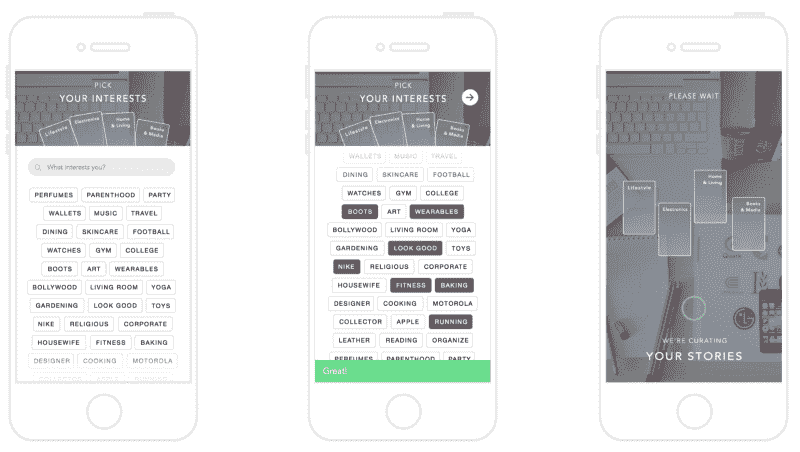 PICK
YOUR INTERESTS
Lifestyle
Electronics
Home
& Living
Books
& Media
What interests you?
PERFUMES PARENTHOOD PARTY
WALLETS MUSIC TRAVEL
DINING SKINCARE FOOTBALL
WATCHES GYM COLLEGE
BOOTS ART WEARABLES
BOLLYWOOD LIVING ROOM YOGA
GARDENING LOOK GOOD TOYS
NIKE RELIGIOUS CORPORATE
HOUSEWIFE FITNESS BAKING
DESIGNER COOKING MOTOROLA
PICK
YOUR INTERESTS
Lifestyle
Electronics
Home
& Living
Books
& Media
WALLETS MUSIC TRAVEL
DINING SKINCARE FOOTBALL
WATCHES GYM COLLEGE
BOOTS ART WEARABLES
BOLLYWOOD LIVING ROOM YOGA
GARDENING LOOK GOOD TOYS
NIKE RELIGIOUS CORPORATE
HOUSEWIFE FITNESS BAKING
DESIGNER COOKING MOTOROLA
COLLECTOR APPLE RUNNING
LEATHER READING ORGANIZE
PERFUMES PARENTHOOD PARTY
Great!
PLEASE WAIT
Lifestyle
Electronics
Home
& Living
Books
& Media
LG
WE'RE CURATING
YOUR STORIES